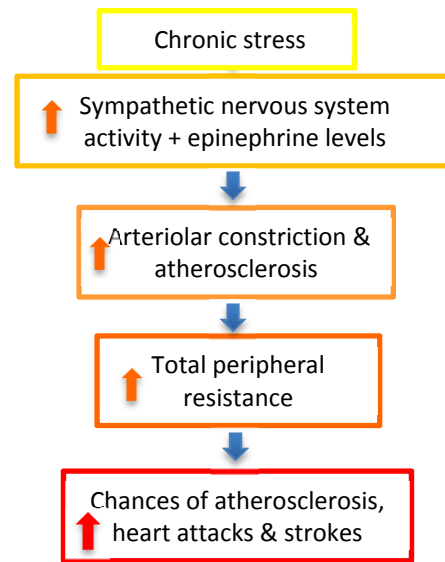 Chronic stress
Sympathetic nervous system
activity + epinephrine levels
Arteriolar constriction &
atherosclerosis
Total peripheral
resistance
Chances of atherosclerosis,
heart attacks & strokes